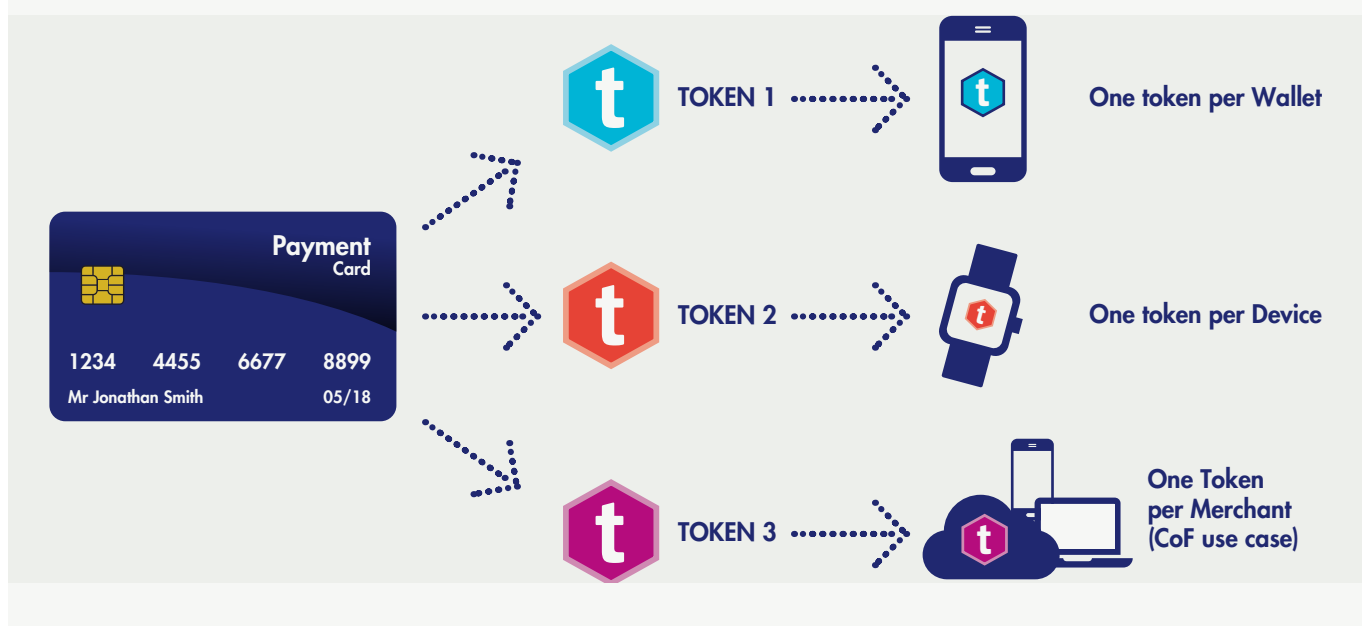 t
TOKEN 1
t
One token per Wallet
Payment
Card
1234 4455 6677 8899
Mr Jonathan Smith 05/18
t
TOKEN 2
t
One token per Device
t
TOKEN 3
t
One Token
per Merchant
(CoF use case)